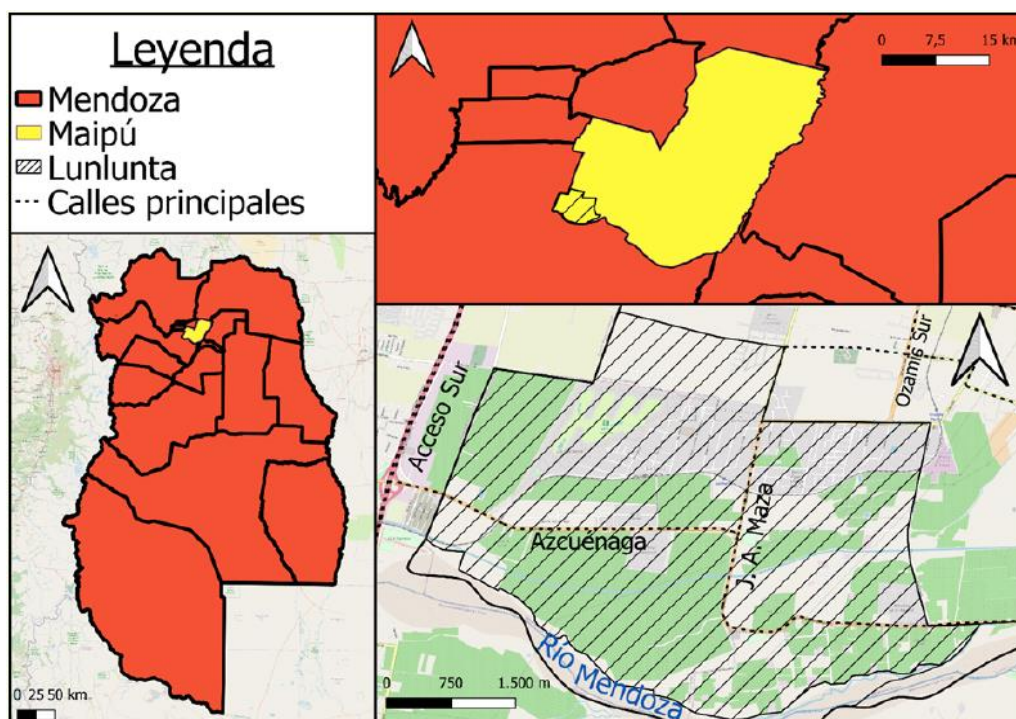 Leyenda
Mendoza
Maipú
Lunlunta
Calles principales
0 7,5 15 km
0 25 50 km
Acceso Sur
Azcuénaga
J. A. Maza
Ozamis Sur
Río Mendoza
0 750 1.500 m